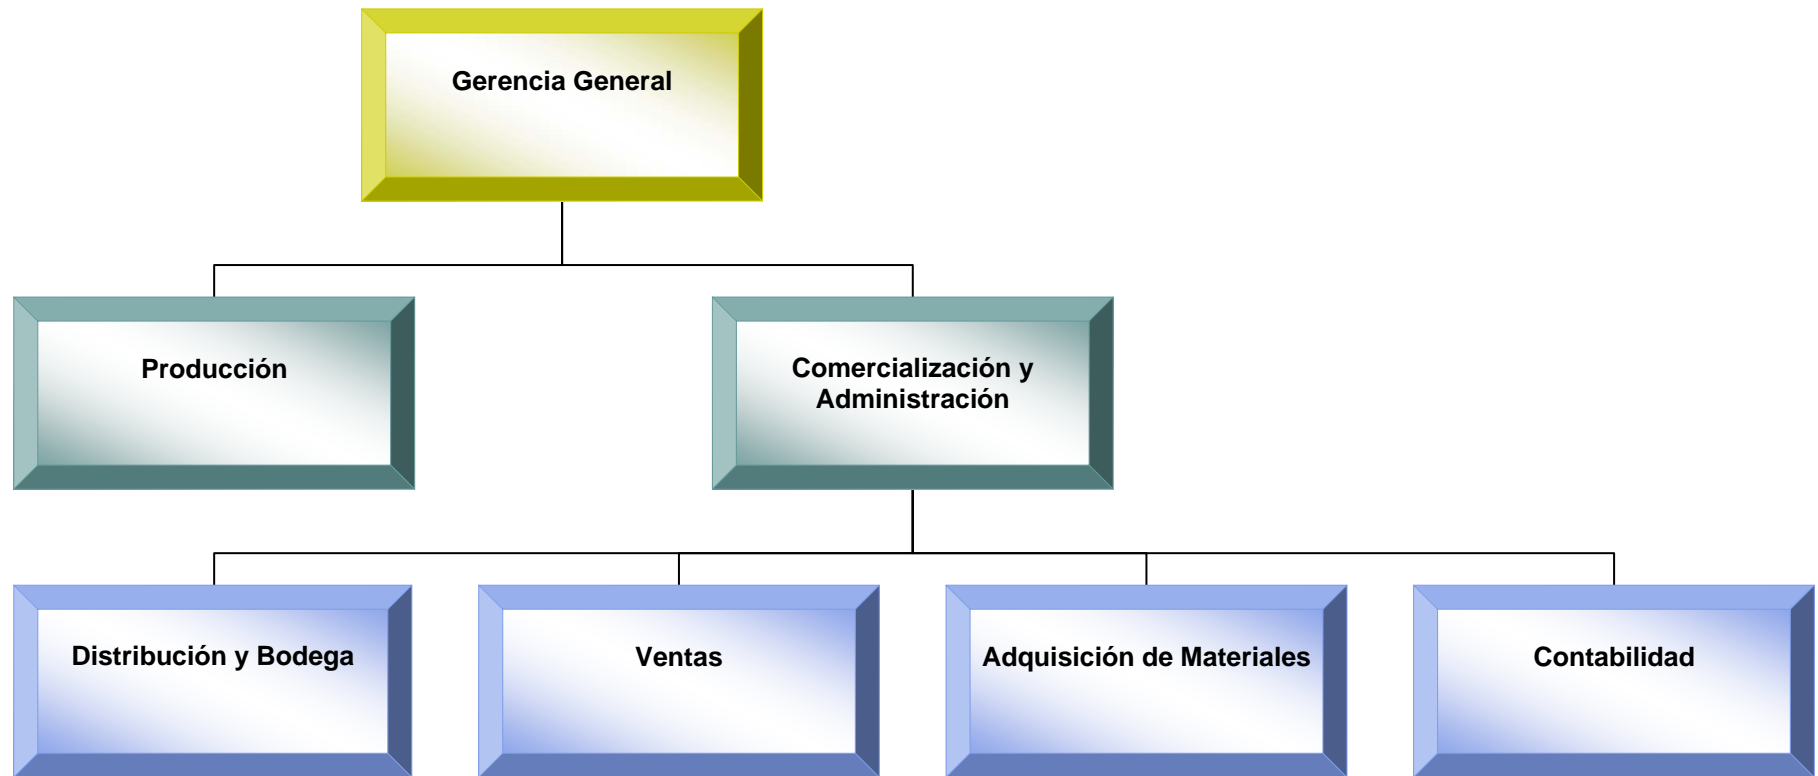 Gerencia General
Producción
Comercialización y
Administración
Distribución y Bodega
Ventas
Adquisición de Materiales
Contabilidad